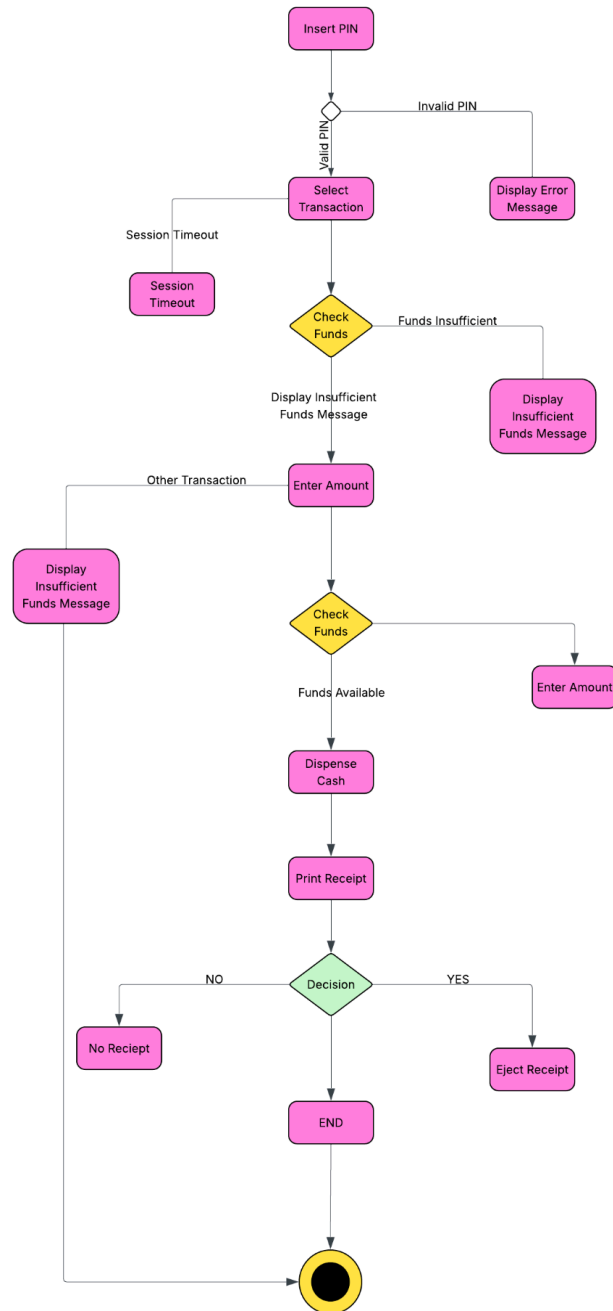 Insert PIN
Invalid PIN
Valid PIN
Select
Transaction
Display Error
Message
Session Timeout
Session
Timeout
Check
Funds
Funds Insufficient
Display
Insufficient
Funds Message
Display Insufficient
Funds Message
Other Transaction
Enter Amount
Display
Insufficient
Funds Message
Check
Funds
Enter Amount
Funds Available
Dispense
Cash
Print Receipt
NO
Decision
YES
No Reciept
Eject Receipt
END